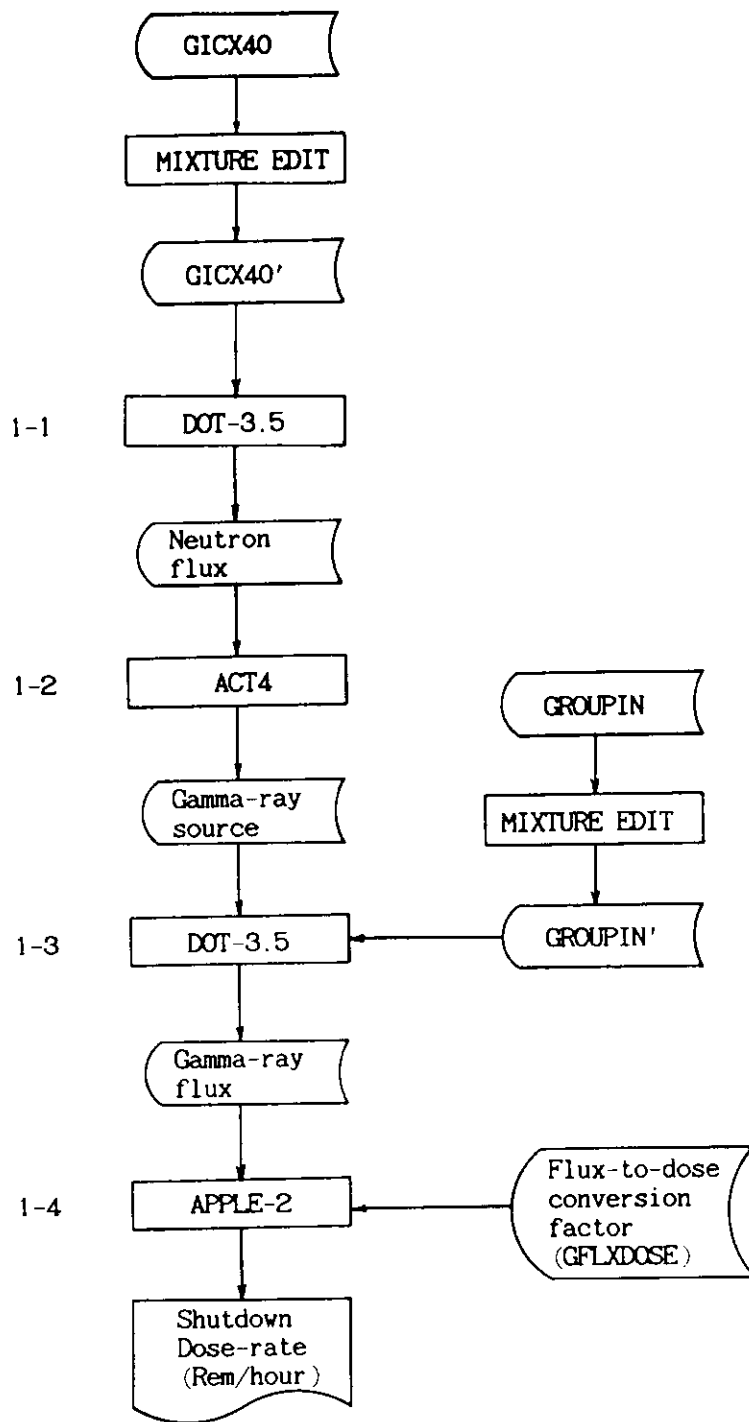 GICX40
MIXTURE EDIT
GICX40'
1-1
DOT-3.5
Neutron
flux
1-2
ACT4
GROUPIN
Gamma-ray
source
MIXTURE EDIT
1-3
DOT-3.5
GROUPIN'
Gamma-ray
flux
1-4
APPLE-2
Flux-to-dose
conversion
factor
(GFLXDOSE)
Shutdown
Dose-rate
(Rem/hour)